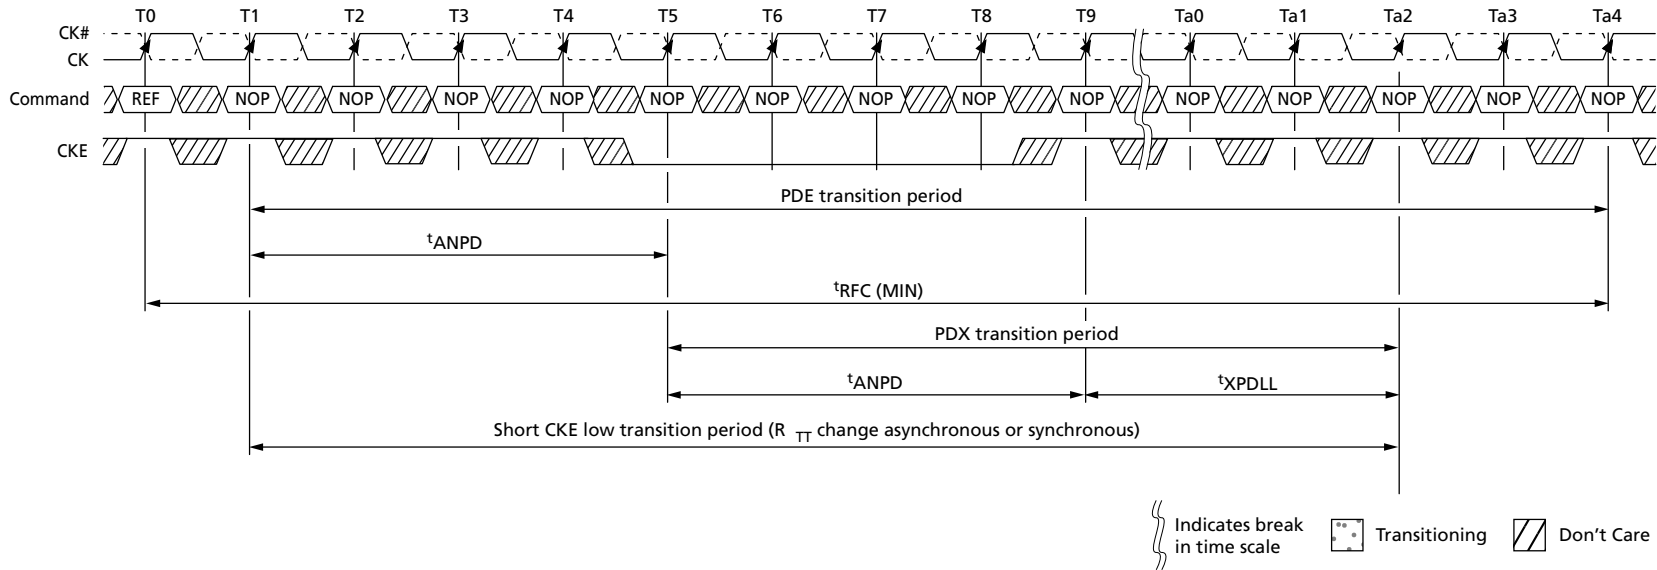 T0 T1 T2 T3 T4 T5 T6 T7 T8 T9 Ta0 Ta1 Ta2 Ta3 Ta4
CK#
CK
Command REF NOP NOP NOP NOP NOP NOP NOP NOP NOP NOP NOP NOP NOP NOP
CKE
PDE transition period
tANPD
tRFC (MIN)
PDX transition period
tANPD tXPDLL
Short CKE low transition period (R TT change asynchronous or synchronous)
Indicates break
in time scale
Transitioning
Don't Care